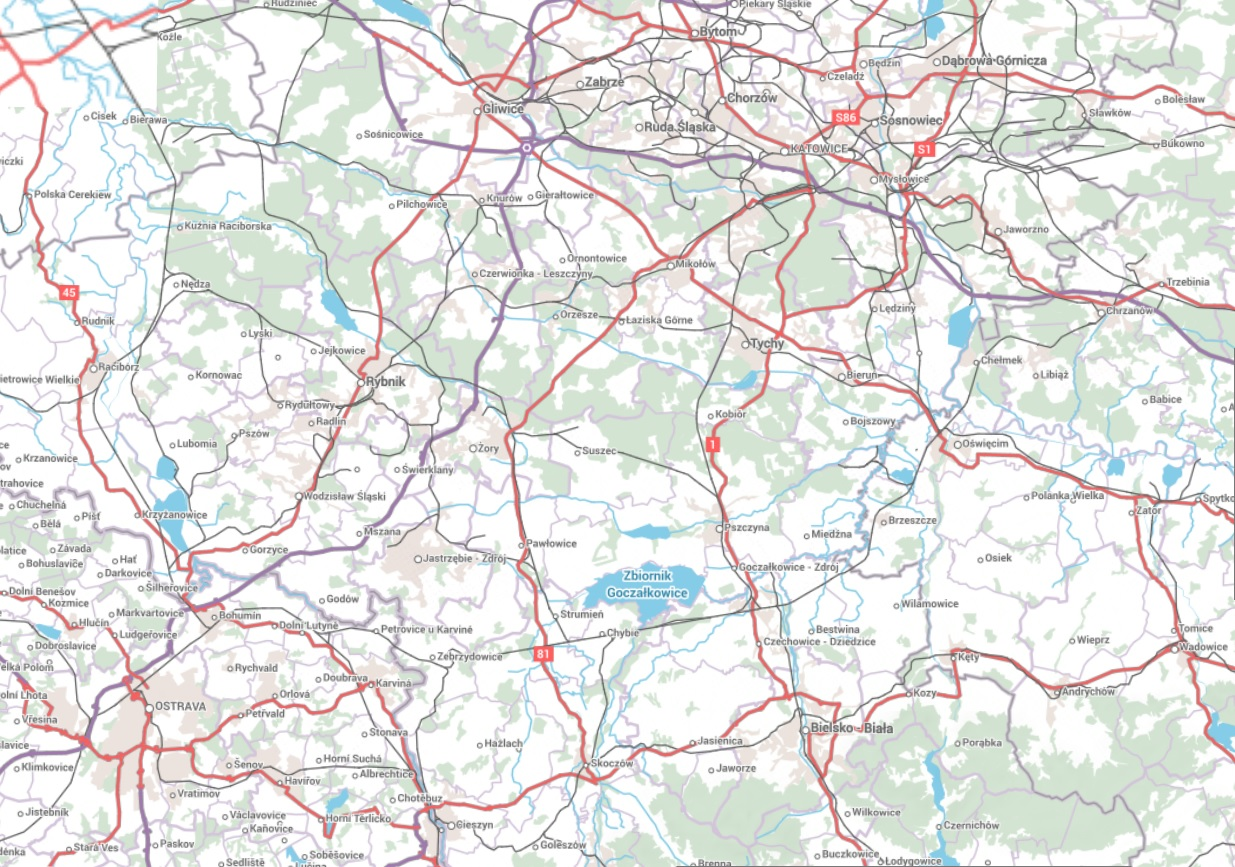 Rudziniec
Piekary Śląskie
Koźle
Bytom
Będzin
Dąbrowa Górnicza
Czeladź
Zabrze
Bolesław
Chorzów
Gliwice
Sławków
Cisek
Bierawa
S86
Sosnowiec
Ruda Śląska
Sośnicowice
Bukowno
KATOWICE
S1
Mysłowice
Polska Cerekiew
Knurów
Gierałtowice
Pilchowice
Kuźnia Raciborska
Jaworzno
Ornontowice
Mikołów
Czerwionka - Leszczyny
Nędza
Trzebinia
45
Lędziny
Chrzanów
Orzesze
Łaziska Górne
Rudnik
Lyski
Tychy
Jejkowice
Chełmek
Racibórz
Kornowac
Bieruń
Libiąż
Rybnik
Babice
Rydułtowy
Kobiór
Radlin
Bojszowy
Pszów
Lubomia
1
Oświęcim
Żory
Suszec
Krzanowice
Świerklany
Chuchelná
Wodzisław Śląski
Polanka Wielka
Zator
Píšť
Krzyżanowice
Bělá
Brzeszcze
Pszczyna
Mszana
Miedźna
Pawłowice
Závada
Gorzyce
Hať
Jastrzębie - Zdrój
Osiek
Bohuslavice
Goczałkowice - Zdrój
Darkovice
Zbiornik
Goczałkowice
Silheřovice
Dolní Benešov
Godów
Kozmice
Wilamowice
Markvartovice
Bohumín
Strumień
Hlučín
Dolní Lutyně
Petrovice u Karviné
Bestwina
Tomice
Ludgeřovice
Chybie
Czechowice - Dziedzice
Wieprz
Dobroslavice
Wadowice
Zebrzydowice
81
Kęty
Rychvald
Doubrava
Karviná
Orlová
Kozy
Andrychów
OSTRAVA
Petřvald
Vřesina
Bielsko - Biała
Stonava
Jasienica
Hażlach
Porąbka
Horní Suchá
Skoczów
Klimkovice
Šenov
Jaworze
Albrechtice
Havířov
Vratimov
Chotěbuz
Jistebník
Václavovice
Horní Těrlicko
Wilkowice
Cieszyn
Kaňovice
Czernichów
Paskov
Goleszów
Stará Ves
Soběšovice
Buczkowice
Sedliště
Łodygowice
Brenna